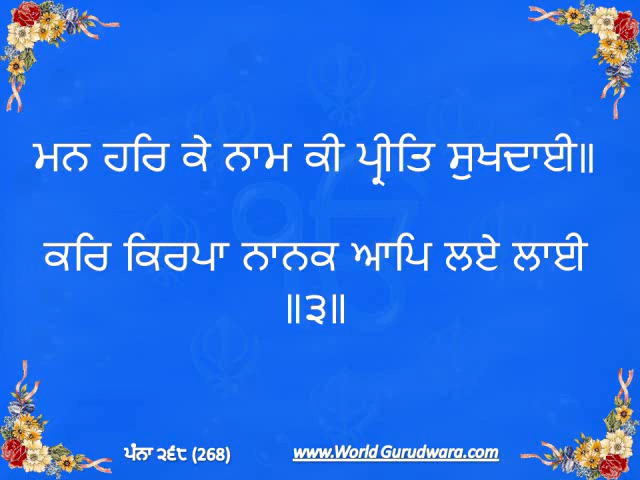 ਮਨ ਹਰਿ ਕੇ ਨਾਮ ਕੀ ਪ੍ਰੀਤਿ ਸੁਖਦਾਈ॥
ਕਰਿ ਕਿਰਪਾ ਨਾਨਕ ਆਪਿ ਲਏ ਲਾਈ
॥੩॥
ਪੰਨਾ ੨੬੮ (268) www.World Gurudwara.com